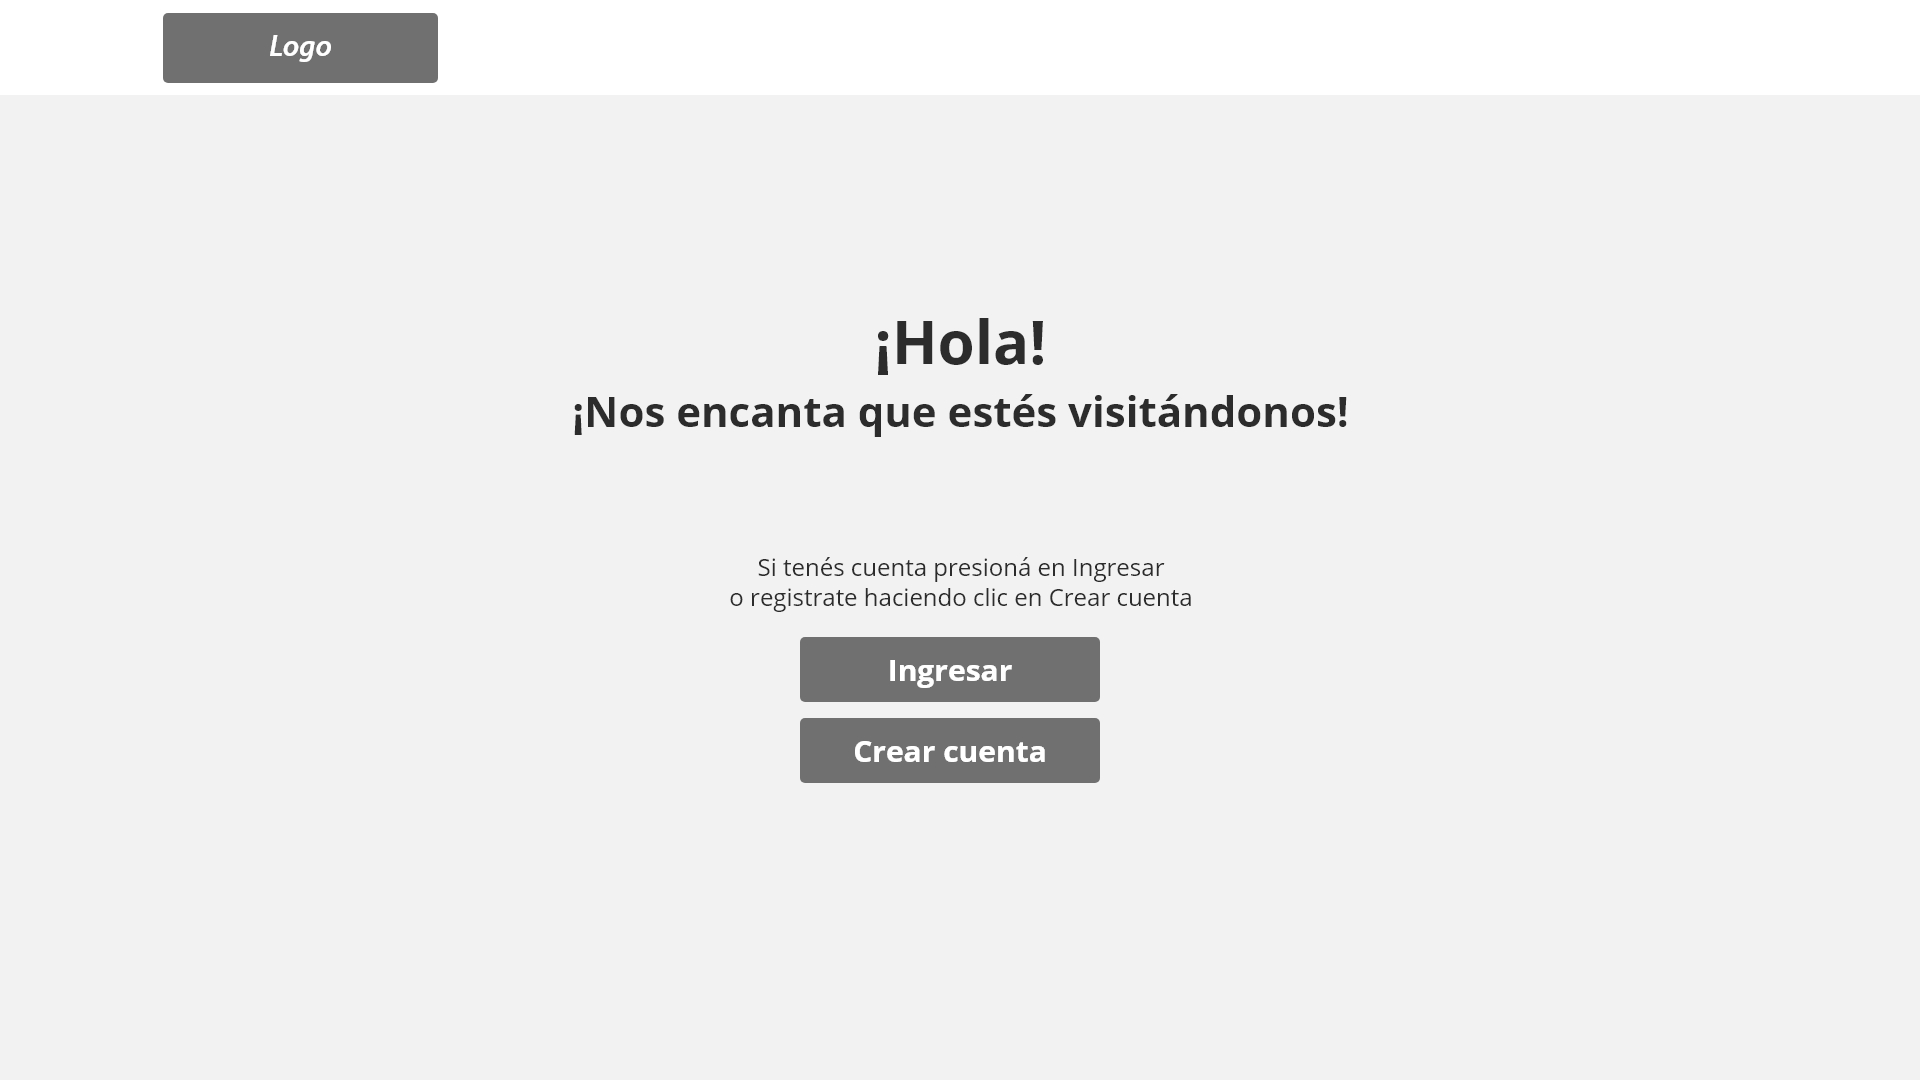 Logo
¡Hola!
¡Nos encanta que estés visitándonos!
Si tenés cuenta presioná en Ingresar
o registrate haciendo clic en Crear cuenta
Ingresar
Crear cuenta